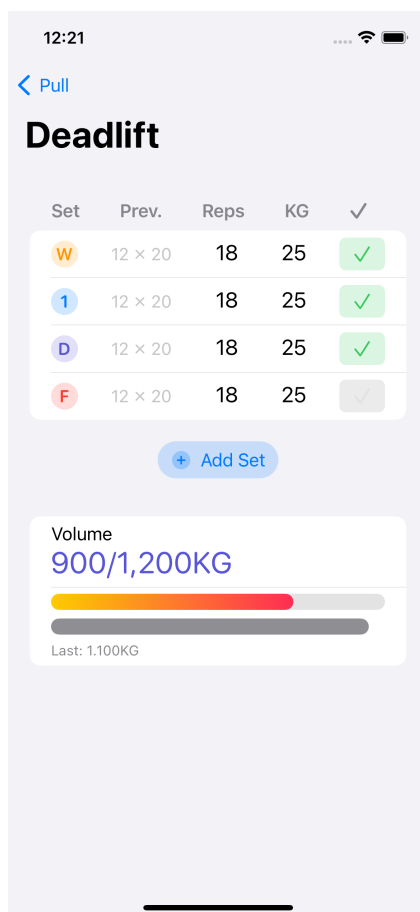 12:21
Pull
Deadlift
Set Prev. Reps KG ✓
W 12 × 20 18 25 ✓
1 12 × 20 18 25 ✓
D 12 × 20 18 25 ✓
F 12 × 20 18 25 ✓
+ Add Set
Volume
900/1,200KG
Last: 1.100KG